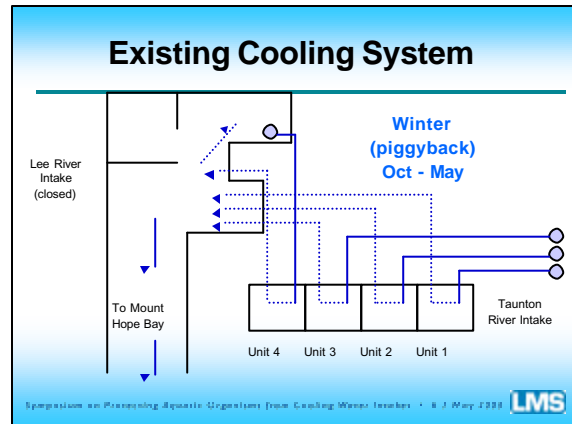 Existing Cooling System
Lee River
Intake
(closed)
Winter
(piggyback)
Oct - May
To Mount
Hope Bay
Taunton
River Intake
Unit 4 Unit 3 Unit 2 Unit 1
Symposium on Protecting Aquatic Organisms from Cooling Water Intakes • May
LMS